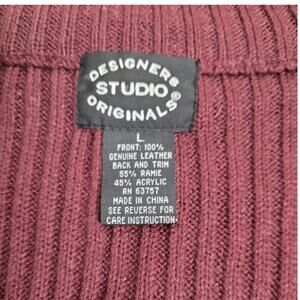 DESIGNERS
STUDIO
ORIGINALS®
L
FRONT: 100%
GENUINE LEATHER
BACK AND TRIM
55% RAMIE
45% ACRYLIC
RN 63757
MADE IN CHINA
SEE REVERSE FOR
CARE INSTRUCTION